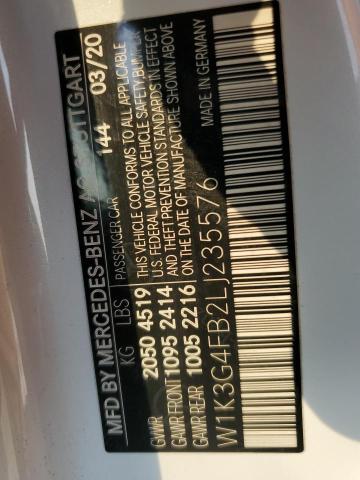 MFD BY MERCEDES-BENZ AG STUTTGART
144 03/20
KG LBS PASSENGER CAR
GVWR 2050 4519
GAWR FRONT 1095 2414
GAWR REAR 1005 2216
THIS VEHICLE CONFORMS TO ALL APPLICABLE
U.S. FEDERAL MOTOR VEHICLE SAFETY, BUMPER
AND THEFT PREVENTION STANDARDS IN EFFECT
ON THE DATE OF MANUFACTURE SHOWN ABOVE
MADE IN GERMANY
W1K3G4FB2LJ235576